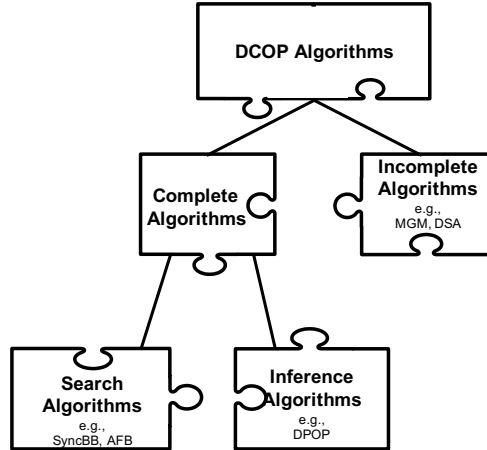 DCOP Algorithms
Complete
Algorithms
Incomplete
Algorithms
e.g.,
MGM, DSA
Search
Algorithms
e.g.,
SyncBB, AFB
Inference
Algorithms
e.g.,
DPOP